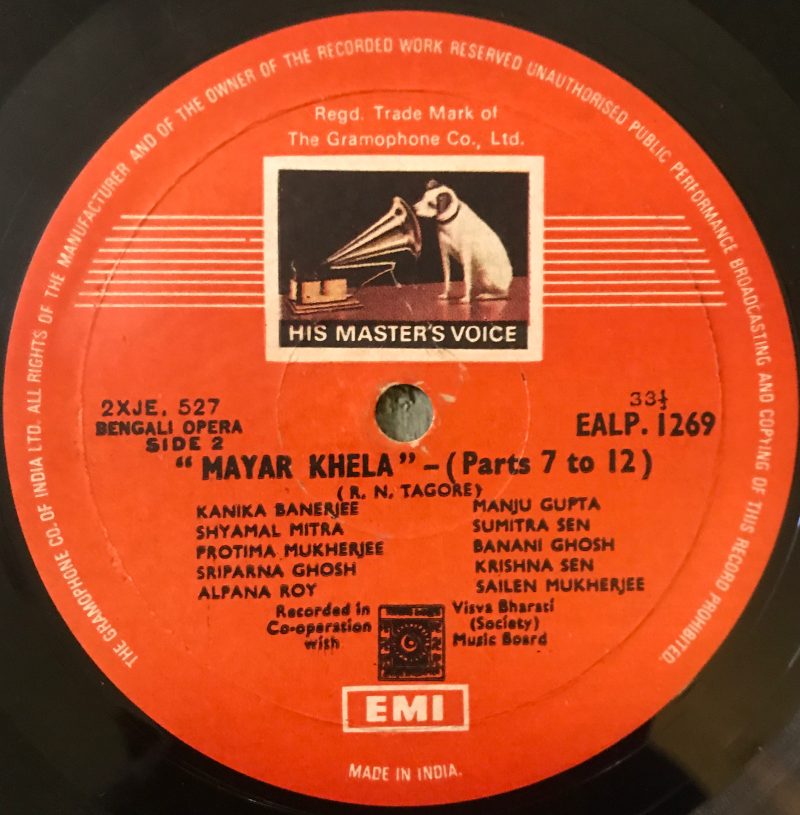 THE GRAMOPHONE CO. OF INDIA LTD. ALL RIGHTS OF THE MANUFACTURER AND OF THE OWNER OF THE RECORDED WORK RESERVED UNAUTHORISED PUBLIC PERFORMANCE BROADCASTING AND COPYING OF THIS RECORD PROHIBITED.
Regd. Trade Mark of
The Gramophone Co., Ltd.
HIS MASTER'S VOICE
2XJE. 527
BENGALI OPERA
SIDE 2
33⅓
EALP. 1269
"MAYAR KHELA" - (Parts 7 to 12)
(R. N. TAGORE)
KANIKA BANERJEE
SHYAMAL MITRA
PROTIMA MUKHERJEE
SRIPARNA GHOSH
ALPANA ROY
MANJU GUPTA
SUMITRA SEN
BANANI GHOSH
KRISHNA SEN
SAILEN MUKHERJEE
Recorded in
Co-operation
with
Visva Bharati
(Society)
Music Board
EMI
MADE IN INDIA.